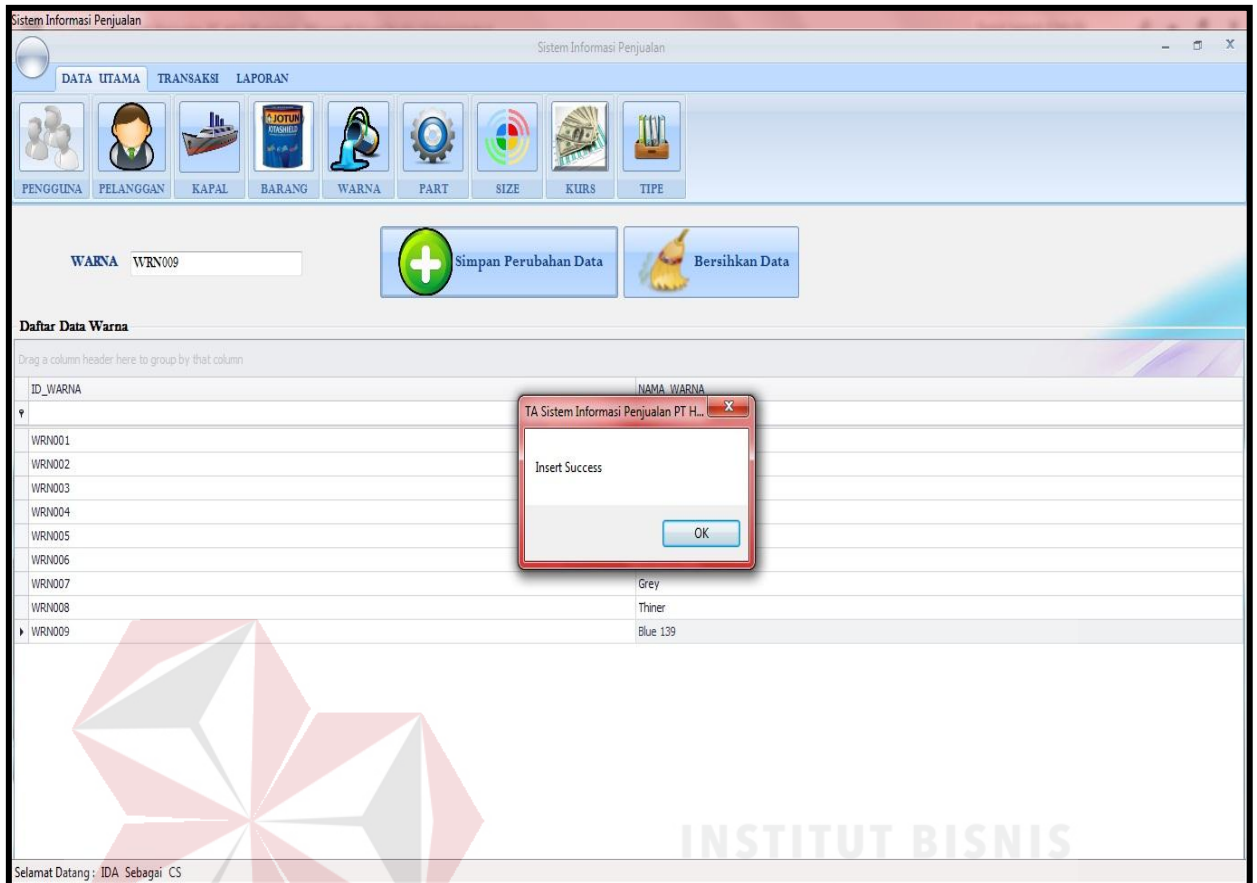 Sistem Informasi Penjualan
Sistem Informasi Penjualan
DATA UTAMA TRANSAKSI LAPORAN
JOTUN
JOTASHIELD
PENGGUNA PELANGGAN KAPAL BARANG WARNA PART SIZE KURS TIPE
WARNA WRN009 Simpan Perubahan Data Bersihkan Data
Daftar Data Warna
Drag a column header here to group by that column
ID_WARNA NAMA_WARNA
TA Sistem Informasi Penjualan PT H...
WRN001
WRN002
Insert Success
WRN003
WRN004
WRN005
OK
WRN006
WRN007 Grey
WRN008 Thiner
WRN009 Blue 139
INSTITUT BISNIS
Selamat Datang : IDA Sebagai CS